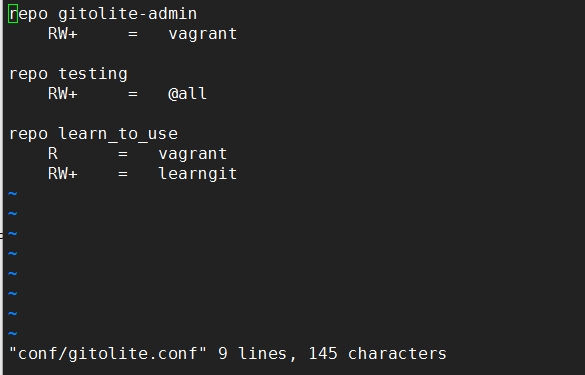 repo gitolite-admin
    RW+     =   vagrant

repo testing
    RW+     =   @all

repo learn_to_use
    R      =   vagrant
    RW+    =   learngit
~
~
~
~
~
~
~
~
"conf/gitolite.conf" 9 lines, 145 characters